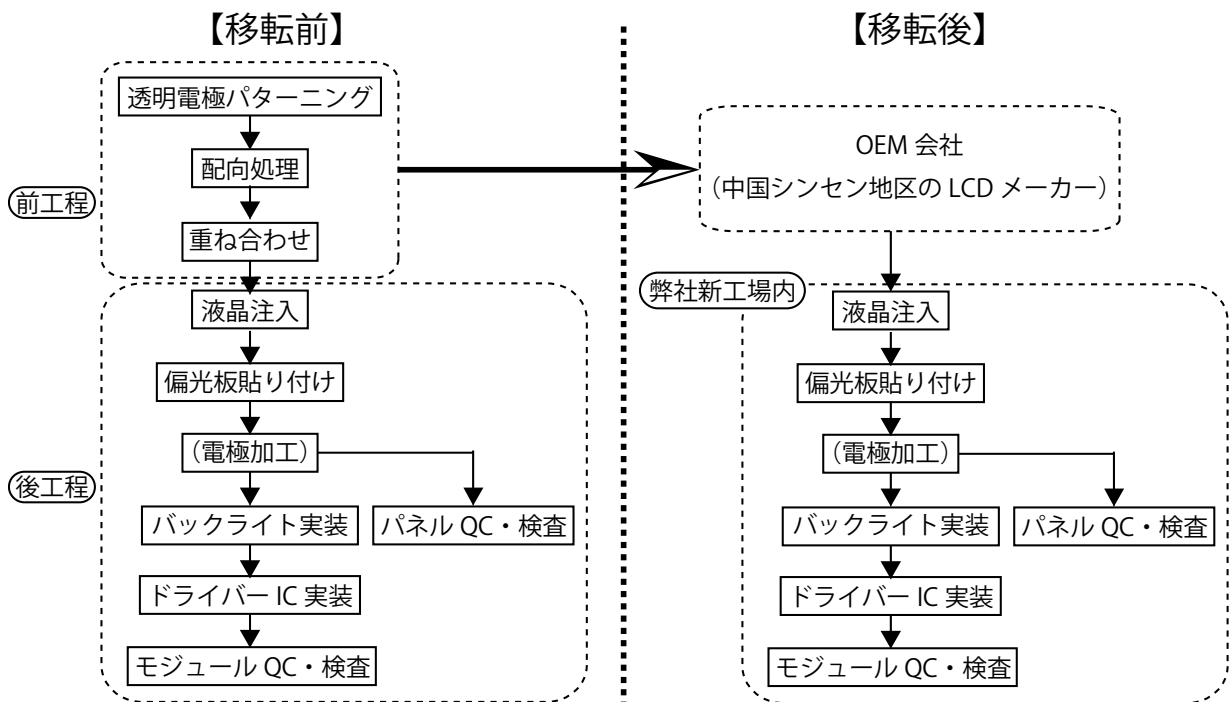 【移転前】
透明電極パターニング
配向処理
重ね合わせ
前工程
液晶注入
偏光板貼り付け
（電極加工）
後工程
バックライト実装
パネル QC・検査
ドライバー IC 実装
モジュール QC・検査
【移転後】
OEM 会社
（中国シンセン地区の LCD メーカー）
弊社新工場内
液晶注入
偏光板貼り付け
（電極加工）
バックライト実装
パネル QC・検査
ドライバー IC 実装
モジュール QC・検査